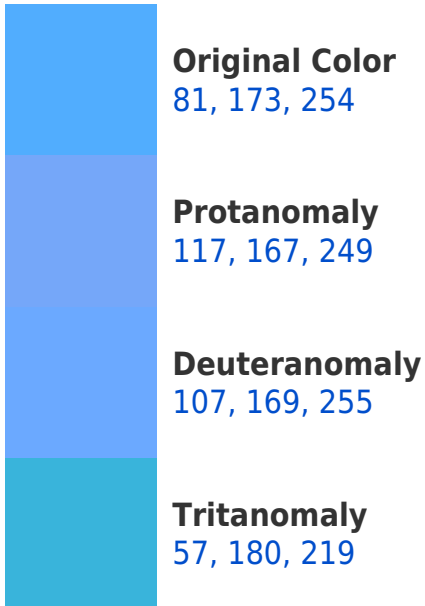 Original Color
81, 173, 254
Protanomaly
117, 167, 249
Deuteranomaly
107, 169, 255
Tritanomaly
57, 180, 219